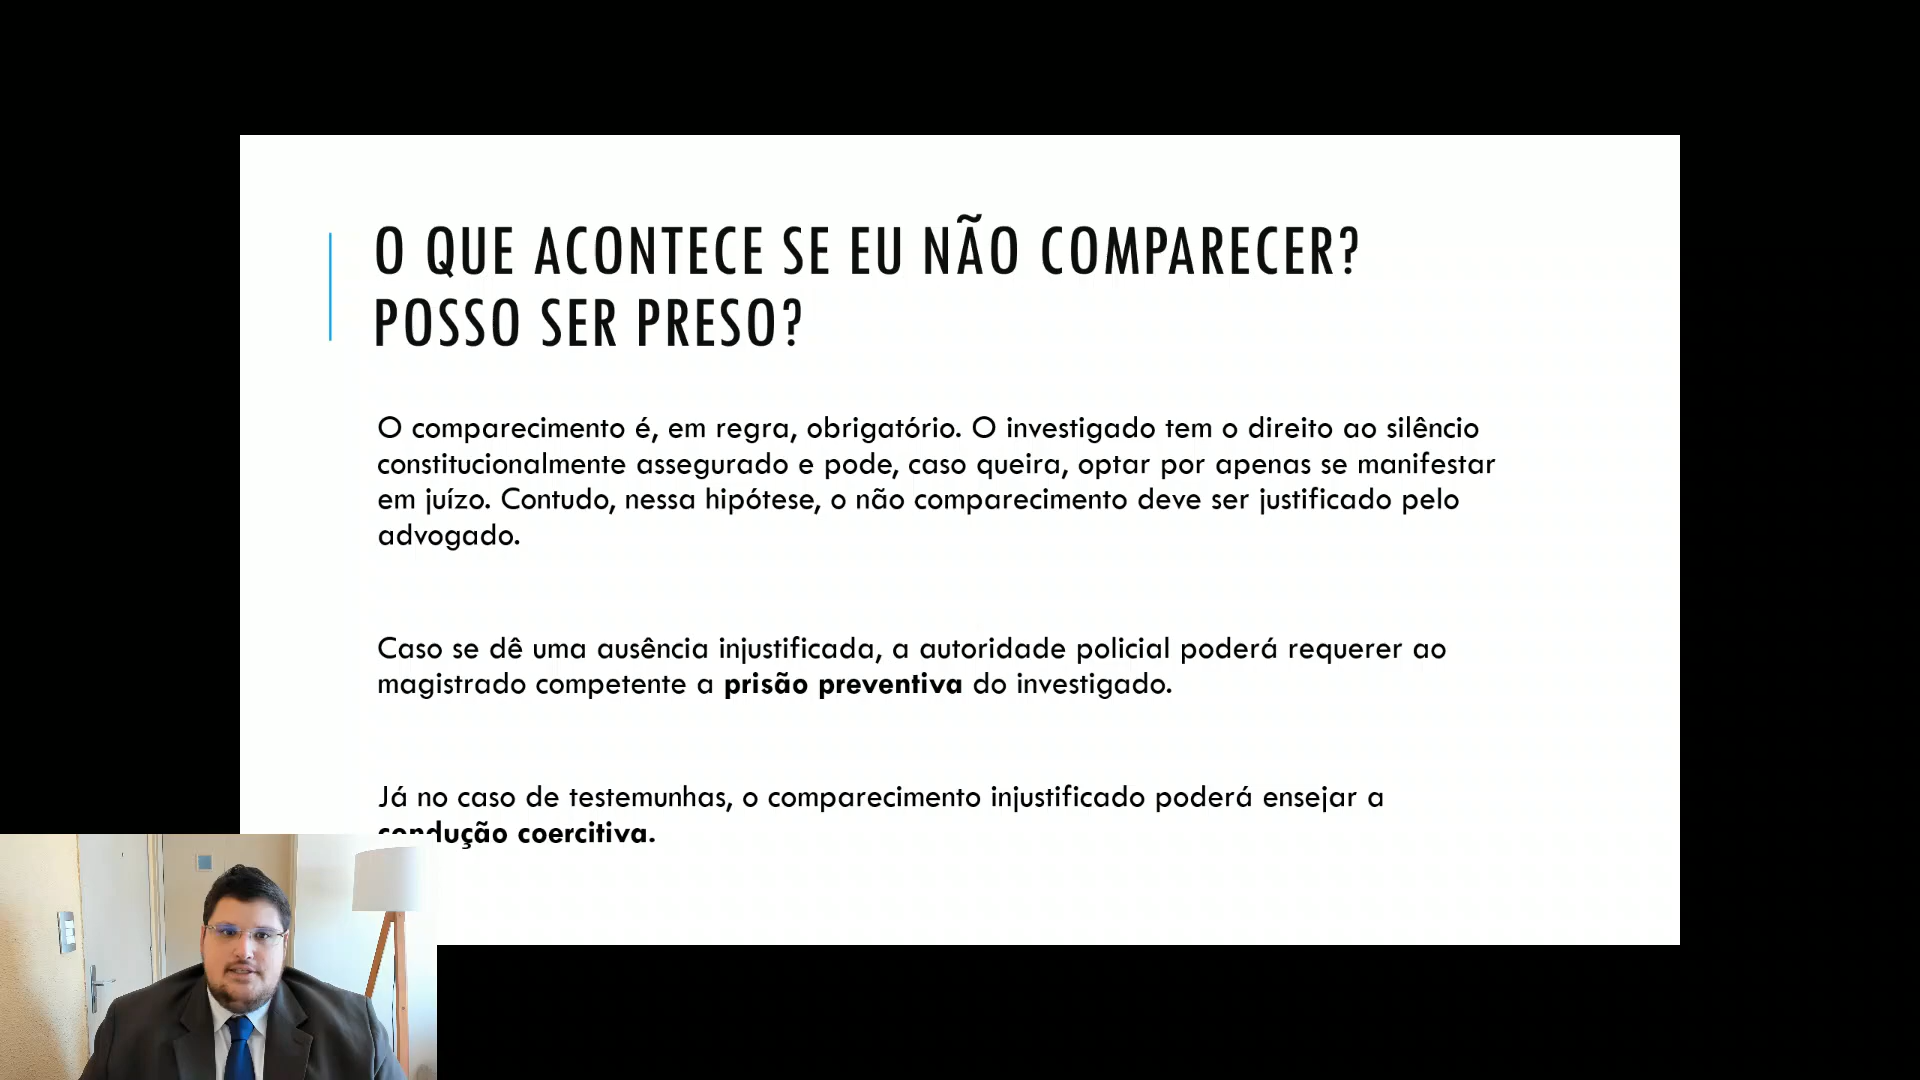 O QUE ACONTECE SE EU NÃO COMPARECER?
POSSO SER PRESO?
O comparecimento é, em regra, obrigatório. O investigado tem o direito ao silêncio
constitucionalmente assegurado e pode, caso queira, optar por apenas se manifestar
em juízo. Contudo, nessa hipótese, o não comparecimento deve ser justificado pelo
advogado.
Caso se dê uma ausência injustificada, a autoridade policial poderá requerer ao
magistrado competente a prisão preventiva do investigado.
Já no caso de testemunhas, o comparecimento injustificado poderá ensejar a
condução coercitiva.